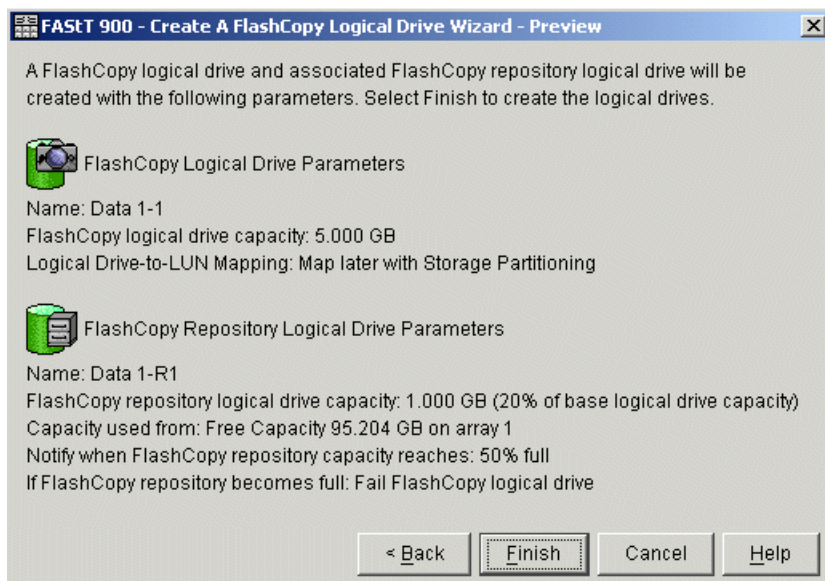 FAStT 900 - Create A FlashCopy Logical Drive Wizard - Preview
A FlashCopy logical drive and associated FlashCopy repository logical drive will be
created with the following parameters. Select Finish to create the logical drives.
FlashCopy Logical Drive Parameters
Name: Data 1-1
FlashCopy logical drive capacity: 5.000 GB
Logical Drive-to-LUN Mapping: Map later with Storage Partitioning
FlashCopy Repository Logical Drive Parameters
Name: Data 1-R1
FlashCopy repository logical drive capacity: 1.000 GB (20% of base logical drive capacity)
Capacity used from: Free Capacity 95.204 GB on array 1
Notify when FlashCopy repository capacity reaches: 50% full
If FlashCopy repository becomes full: Fail FlashCopy logical drive
< Back Finish Cancel Help